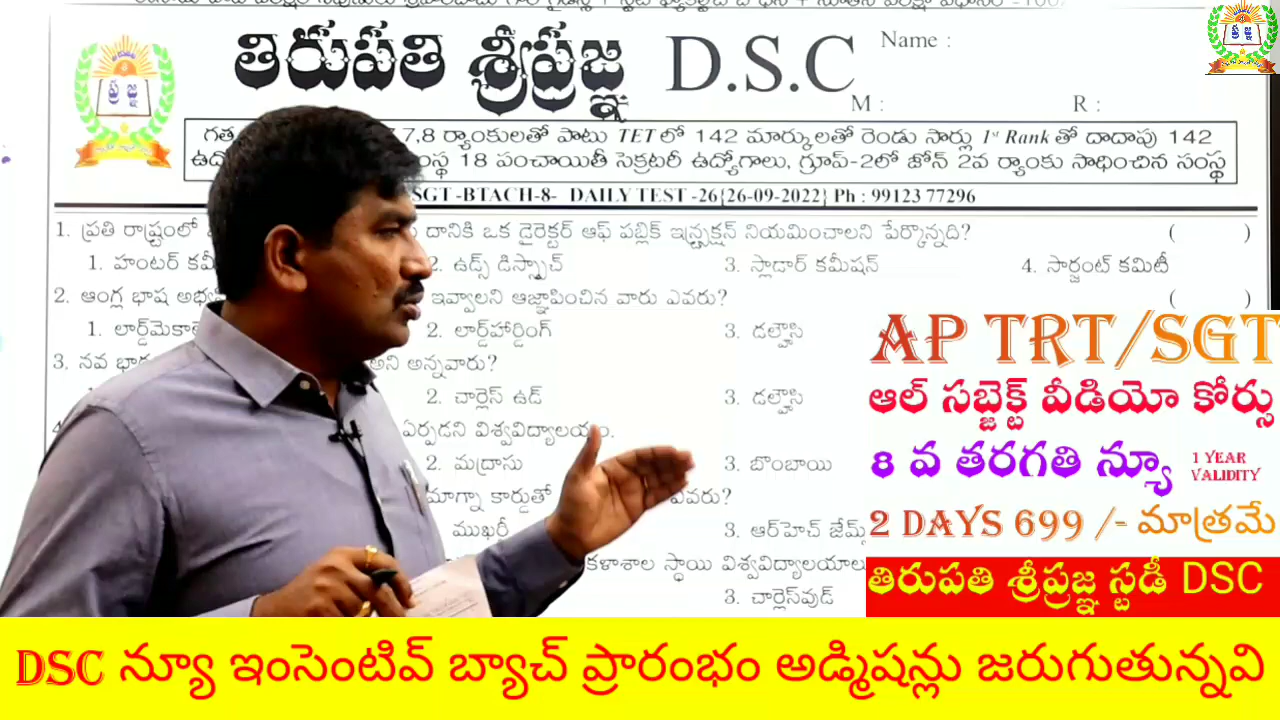 తిరుపతి శ్రీప్రజ్ఞ D.S.C Name :
M : R :
గత 7,8 ర్యాంకులతో పాటు TET లో 142 మార్కులతో రెండు సార్లు 1st Rank తో దాదాపు 142
సంస్థ 18 పంచాయితీ సెక్రటరీ ఉద్యోగాలు, గ్రూప్-2లో జోన్ 2వ ర్యాంకు సాధించిన సంస్థ
SGT -BTACH-8- DAILY TEST -26{26-09-2022} Ph : 99123 77296
1. ప్రతి రాష్ట్రంలో దానికి ఒక డైరెక్టర్ ఆఫ్ పబ్లిక్ ఇన్స్ట్రక్షన్ నియమించాలని పేర్కొన్నది? ( )
1. హంటర్ కమీ 2. ఉడ్స్ డిస్పాచ్ 3. స్లాడార్ కమీషన్ 4. సార్జంట్ కమిటీ
2. ఆంగ్ల భాష ఇవ్వాలని ఆజ్ఞాపించిన వారు ఎవరు? ( )
1. లార్డ్‌మెకాలే 2. లార్డ్‌హార్డింగ్ 3. డల్హౌసి
3. నవ అని అన్నవారు?
2. చార్లెస్ ఉడ్ 3. డల్హౌసి
ఏర్పడని విశ్వవిద్యాలయం.
2. మద్రాసు 3. బొంబాయి
మాగ్నా కార్టుతో ఎవరు?
ముఖర్జీ 3. ఆర్‌హెచ్ జేమ్స్
కళాశాల స్థాయి విశ్వవిద్యాలయాలు
3. చార్లెస్‌వుడ్
AP TRT/SGT
ఆల్ సబ్జెక్ట్ వీడియో కోర్సు
8 వ తరగతి న్యూ 1 YEAR VALIDITY
2 DAYS 699 /- మాత్రమే
తిరుపతి శ్రీప్రజ్ఞ స్టడీ DSC
DSC న్యూ ఇంసెంటివ్ బ్యాచ్ ప్రారంభం అడ్మిషన్లు జరుగుతున్నవి